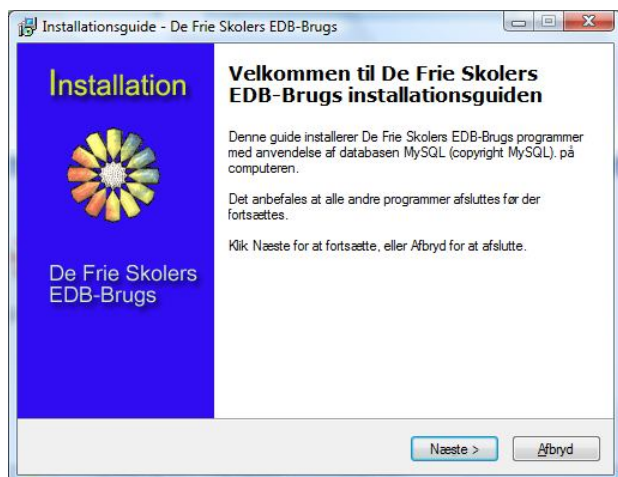 Installationsguide - De Frie Skolers EDB-Brugs
Installation
De Frie Skolers
EDB-Brugs
Velkommen til De Frie Skolers
EDB-Brugs installationsguiden
Denne guide installerer De Frie Skolers EDB-Brugs programmer
med anvendelse af databasen MySQL (copyright MySQL). på
computeren.
Det anbefales at alle andre programmer afsluttes før der
fortsættes.
Klik Næste for at fortsætte, eller Afbryd for at afslutte.
Næste >
Afbryd